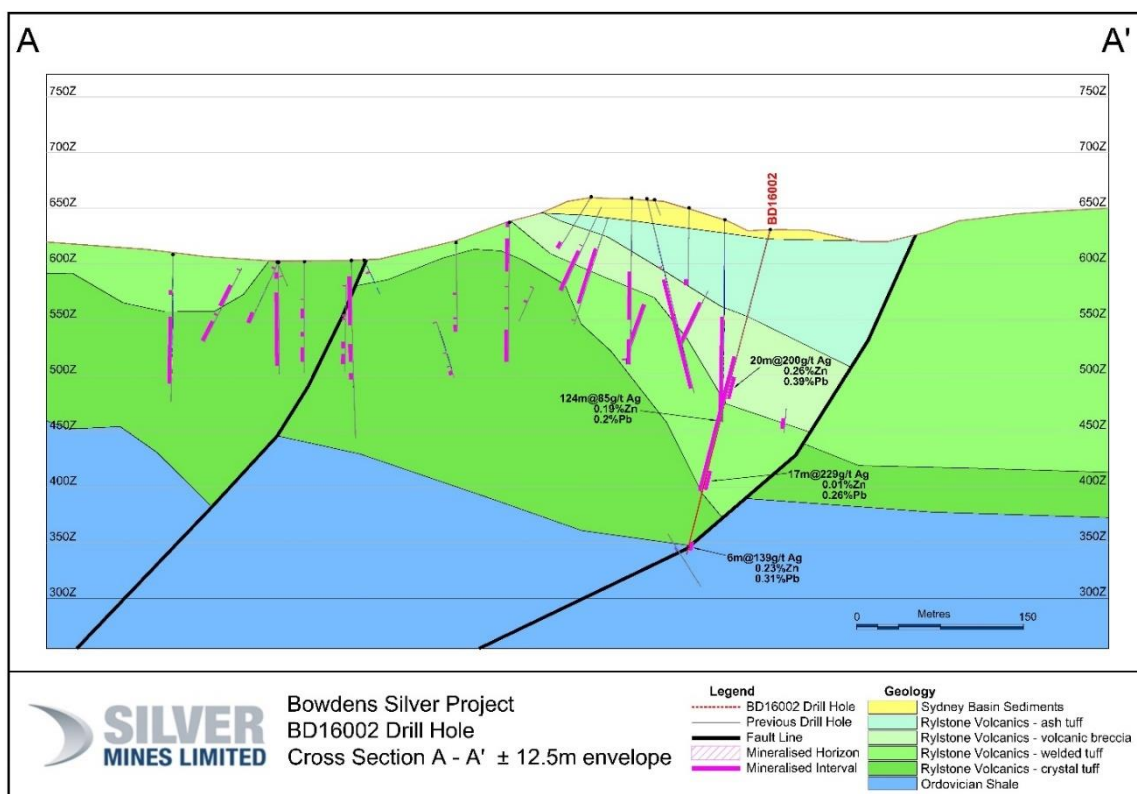 A A'
750Z 750Z
700Z 700Z
650Z 650Z
600Z 600Z
550Z 550Z
500Z 500Z
450Z 450Z
400Z 400Z
350Z 350Z
300Z 300Z
BD16002
20m@200g/t Ag
0.26%Zn
0.39%Pb
124m@85g/t Ag
0.19%Zn
0.2%Pb
17m@229g/t Ag
0.01%Zn
0.26%Pb
6m@139g/t Ag
0.23%Zn
0.31%Pb
Metres
0 150
SILVER
MINES LIMITED
Bowdens Silver Project
BD16002 Drill Hole
Cross Section A - A' ± 12.5m envelope
Legend
BD16002 Drill Hole
Previous Drill Hole
Fault Line
Mineralised Horizon
Mineralised Interval
Geology
Sydney Basin Sediments
Rylstone Volcanics - ash tuff
Rylstone Volcanics - volcanic breccia
Rylstone Volcanics - welded tuff
Rylstone Volcanics - crystal tuff
Ordovician Shale